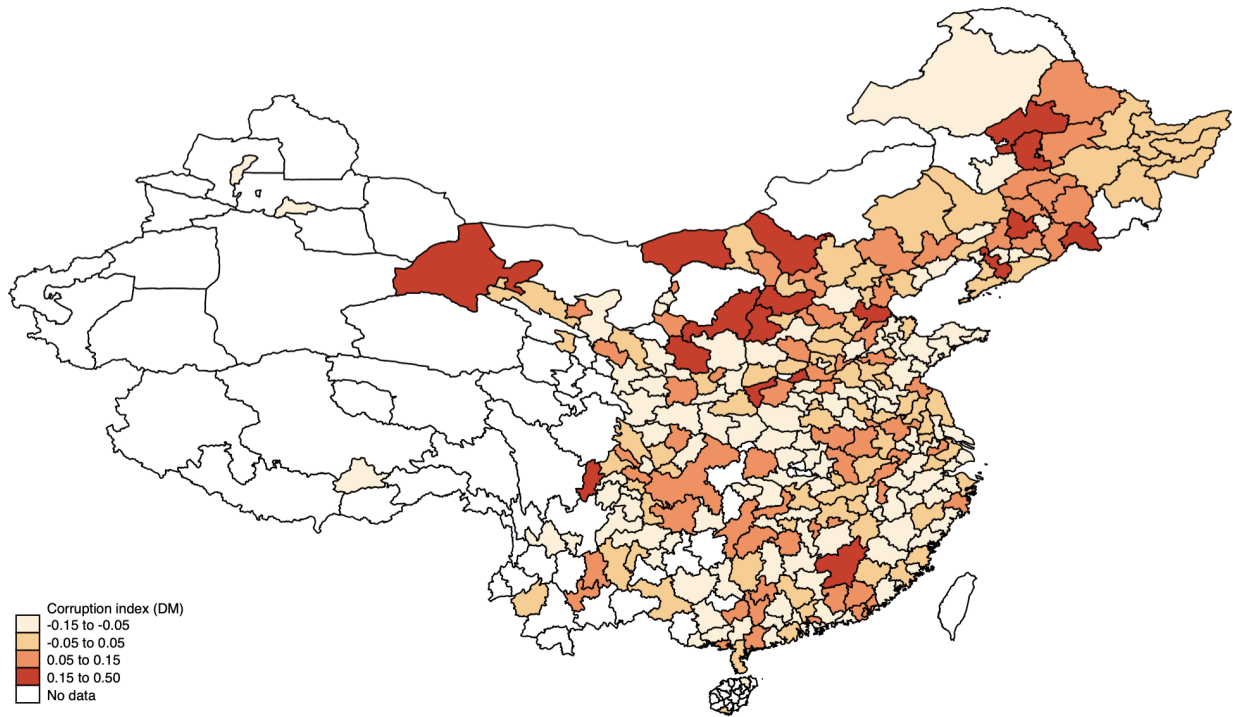 Corruption index (DM)
-0.15 to -0.05
-0.05 to 0.05
0.05 to 0.15
0.15 to 0.50
No data